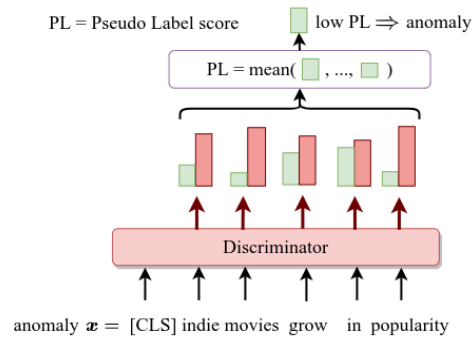 PL = Pseudo Label score
low PL ⇒ anomaly
PL = mean( , ..., )
Discriminator
anomaly x = [CLS] indie movies grow in popularity